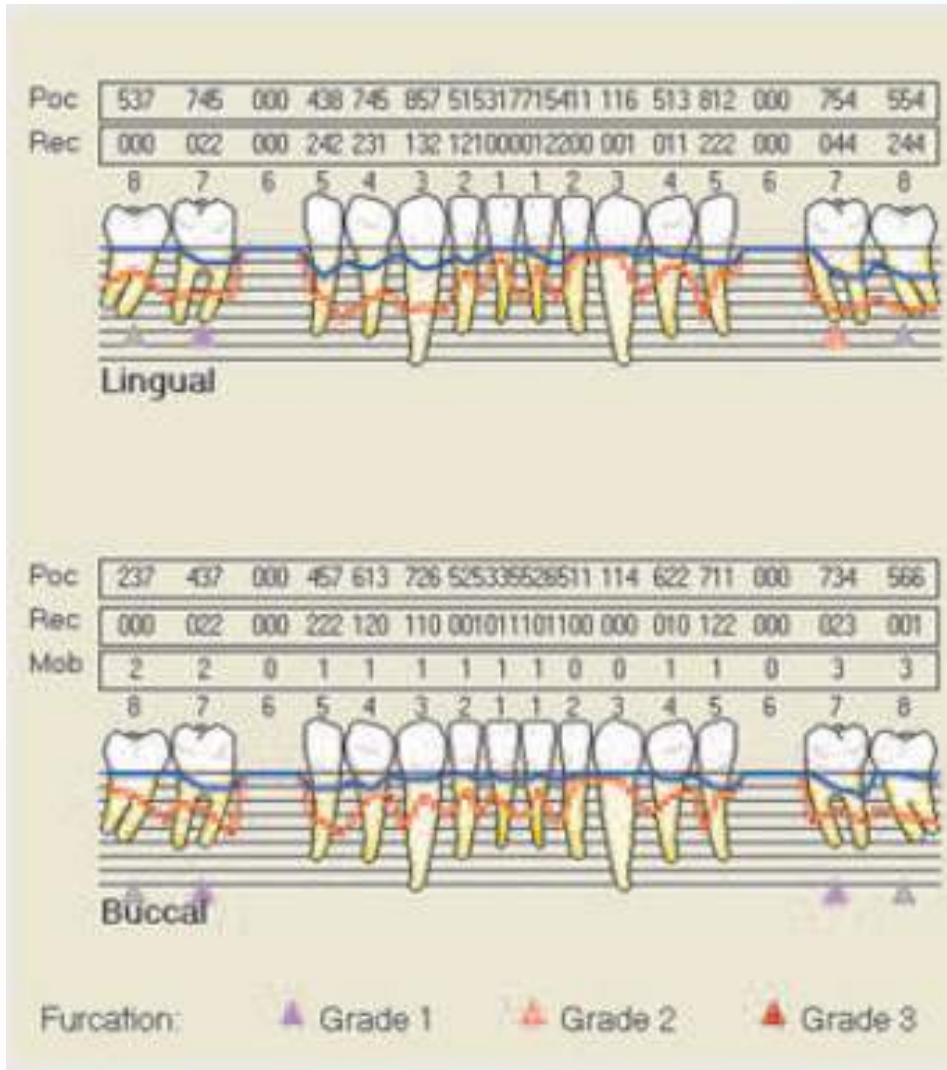 Poc 537 745 000 438 745 857 515317715411 116 513 812 000 754 554
Rec 000 022 000 242 231 132 121000012200 001 011 222 000 044 244
8 7 6 5 4 3 2 1 1 2 3 4 5 6 7 8
Lingual
Poc 237 437 000 457 613 726 525335526511 114 622 711 000 734 566
Rec 000 022 000 222 120 110 001011101100 000 010 122 000 023 001
Mob 2 2 0 1 1 1 1 1 1 0 0 1 1 0 3 3
8 7 6 5 4 3 2 1 1 2 3 4 5 6 7 8
Buccal
Furcation: Grade 1 Grade 2 Grade 3